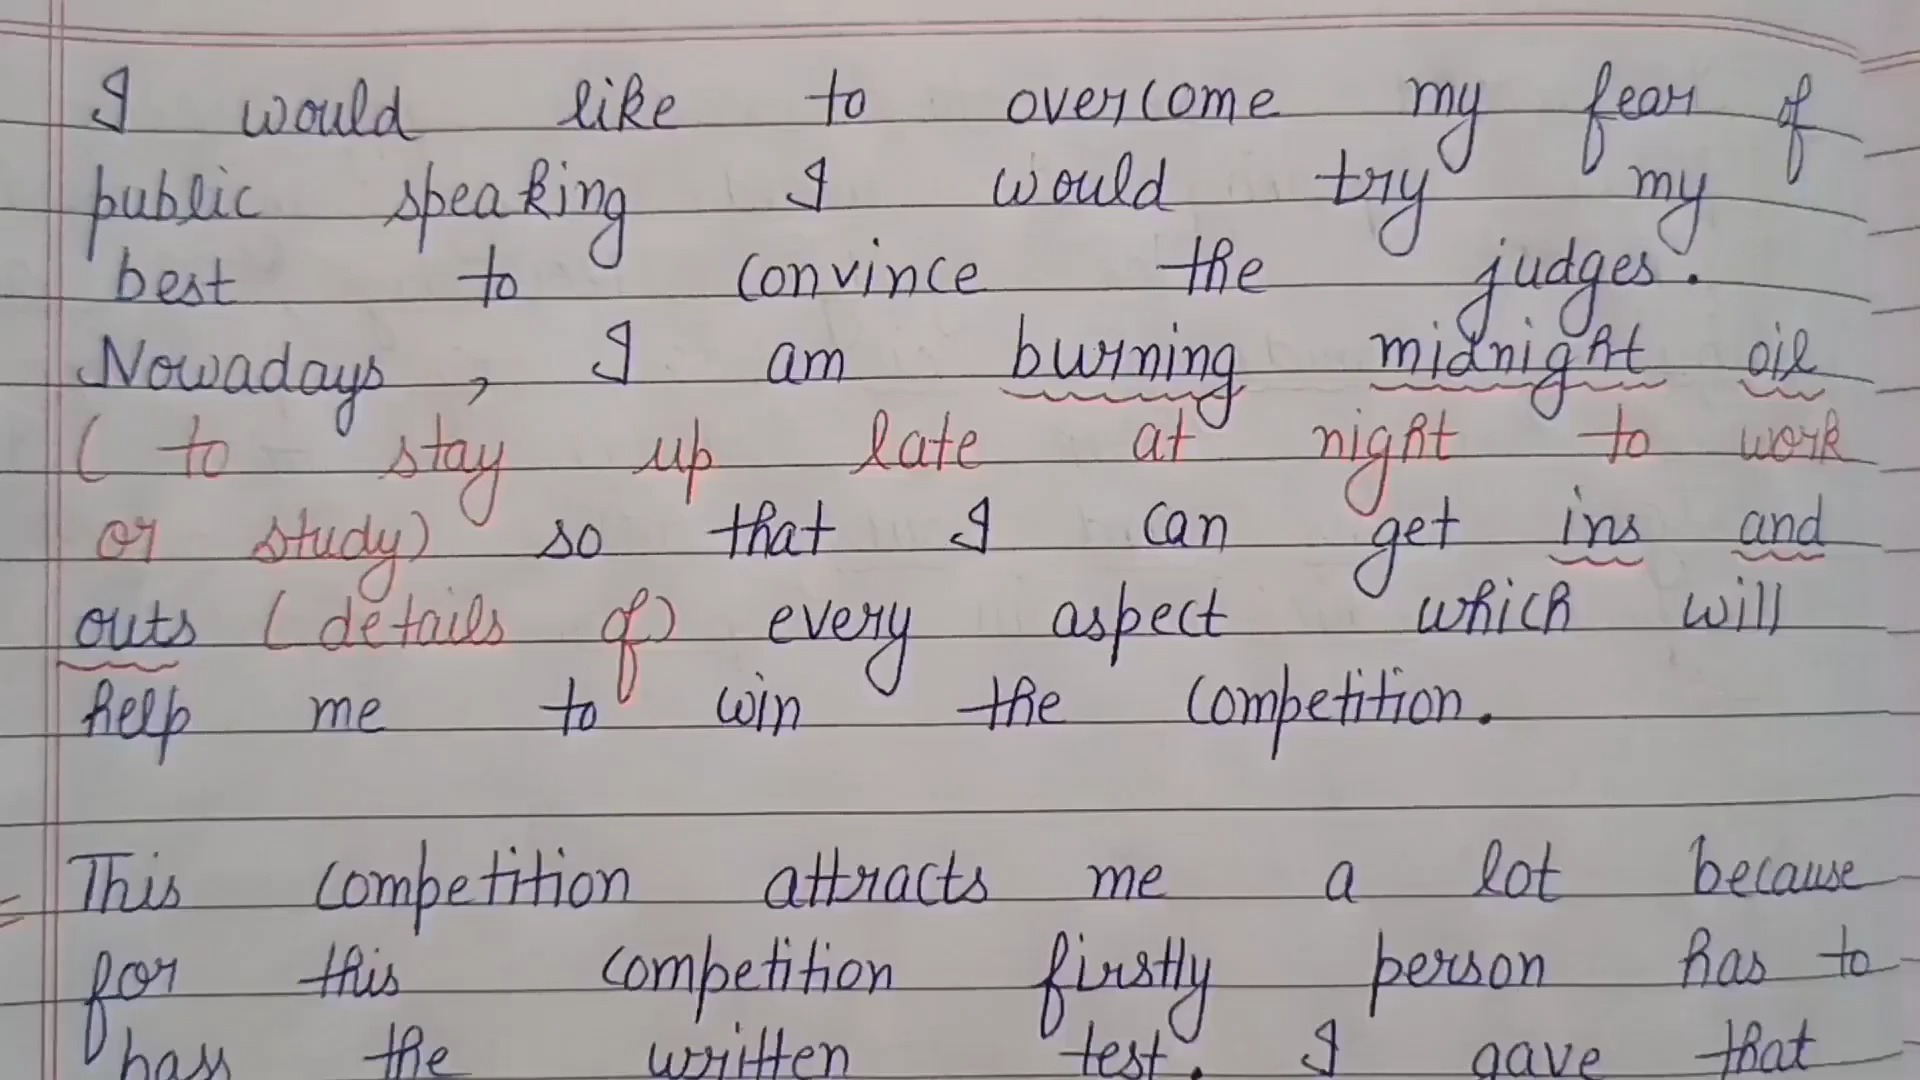 I would like to overcome my fear of
public speaking I would try my
best to convince the judges.
Nowadays, I am burning midnight oil
(to stay up late at night to work
or study) so that I can get ins and
outs (details of) every aspect which will
help me to win the competition.
This competition attracts me a lot because
for this competition firstly person has to
pass the written test. I gave that